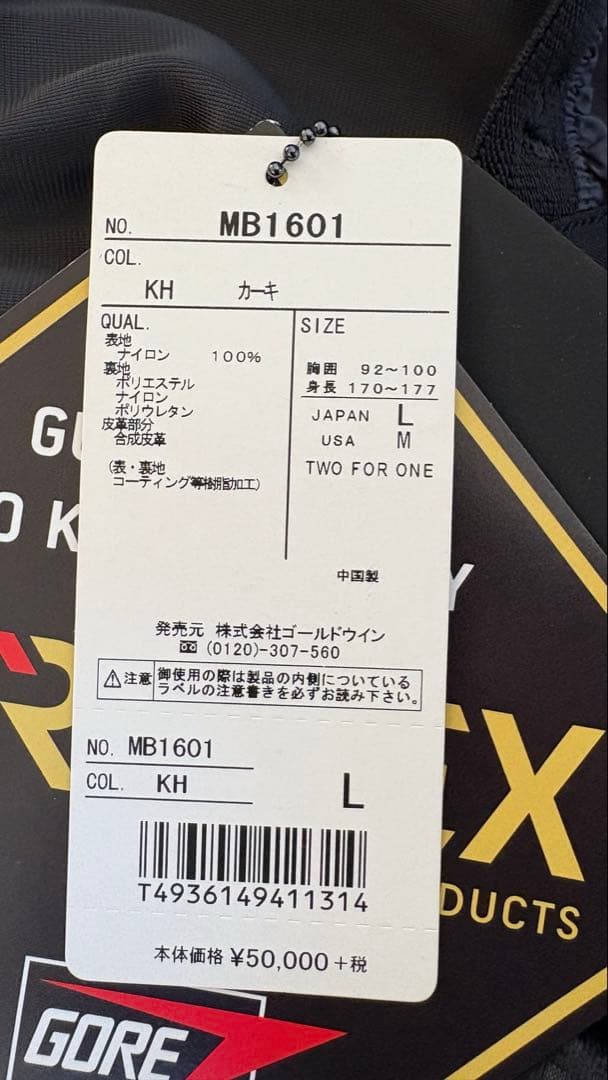 NO. MB1601
COL.
KH カーキ
QUAL.
表地
ナイロン 100%
裏地
ポリエステル
ナイロン
ポリウレタン
皮革部分
合成皮革
(表・裏地
コーティング等樹脂加工)
SIZE
胸囲 92～100
身長 170～177
JAPAN L
USA M
TWO FOR ONE
中国製
発売元 株式会社ゴールドウイン
(0120)-307-560
注意 御使用の際は製品の内側についている
ラベルの注意書きを必ずお読み下さい。
NO. MB1601
COL. KH L
T4936149411314
本体価格 ¥50,000 +税
GORE